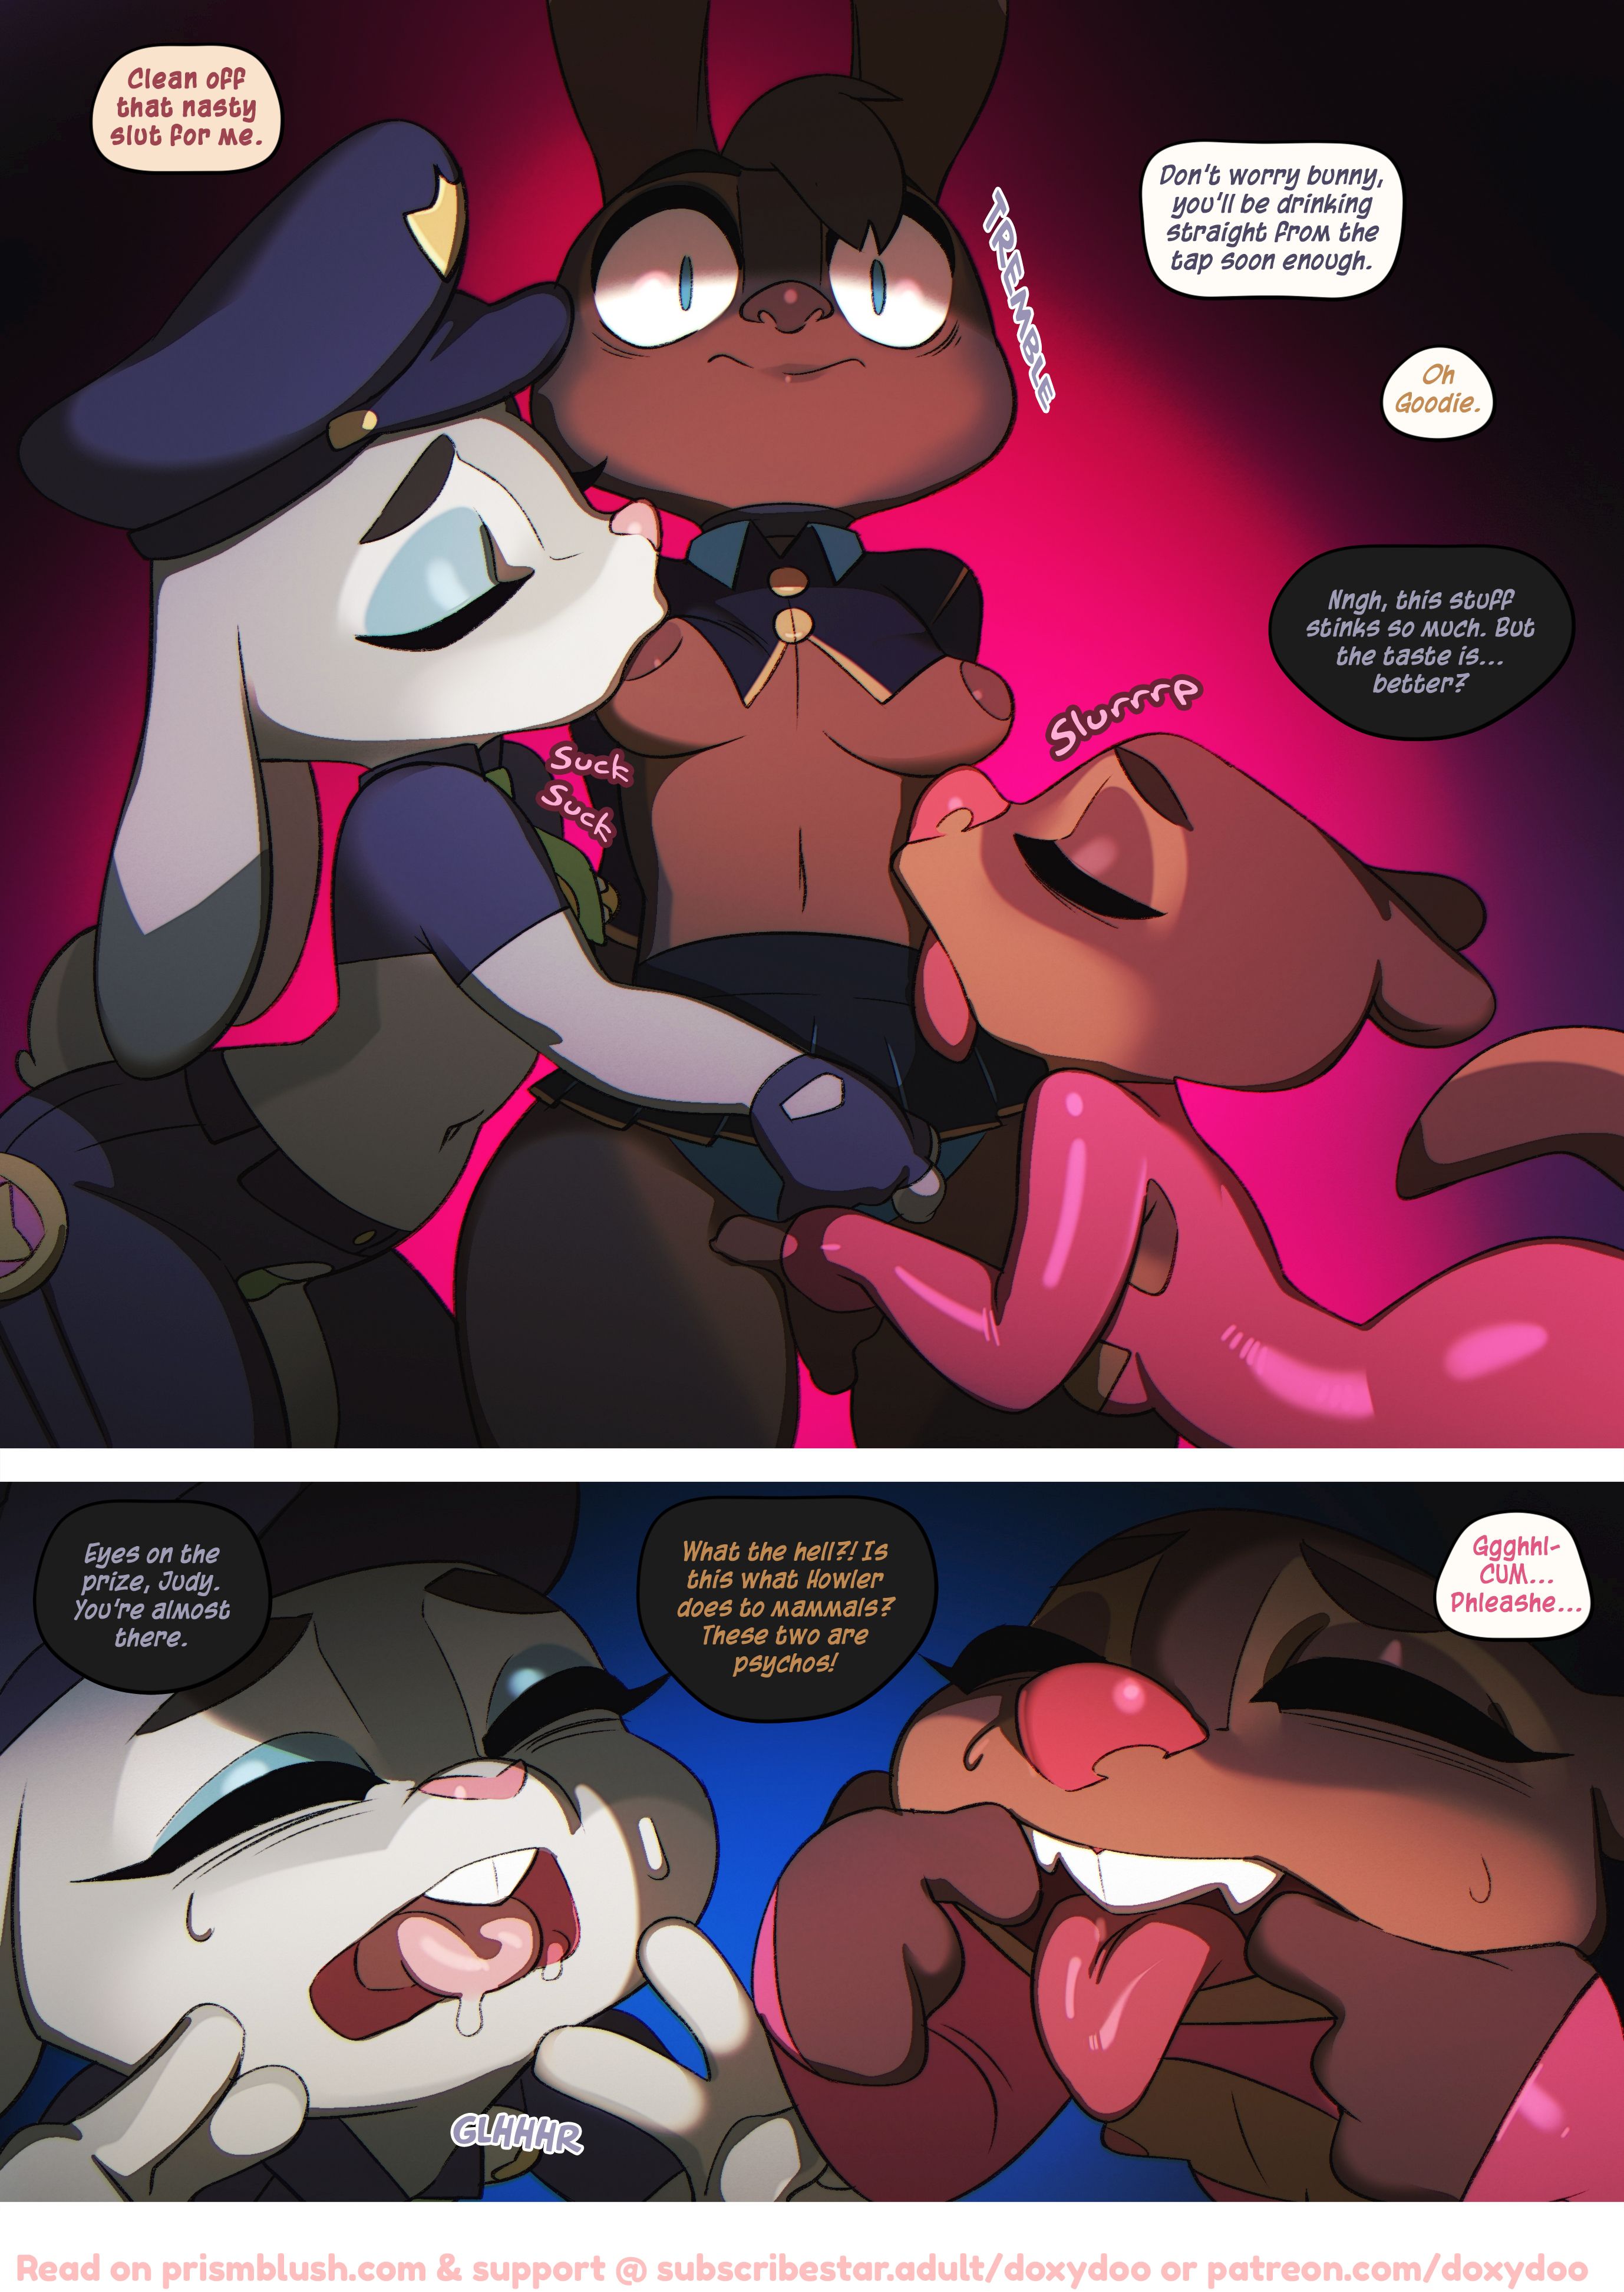 Clean off
that nasty
slut for me.
TREMBLE
Don't worry bunny,
you'll be drinking
straight from the
tap soon enough.
Oh
Goodie.
Nngh, this stuff
stinks so much. But
the taste is...
better?
Slurrrp
Suck
Suck
Eyes on the
prize, Judy.
You're almost
there.
What the hell?! Is
this what Howler
does to mammals?
These two are
psychos!
Ggghhl-
CUM...
Phleashe...
GLHHHR
Read on prismblush.com & support @ subscribestar.adult/doxydoo or patreon.com/doxydoo